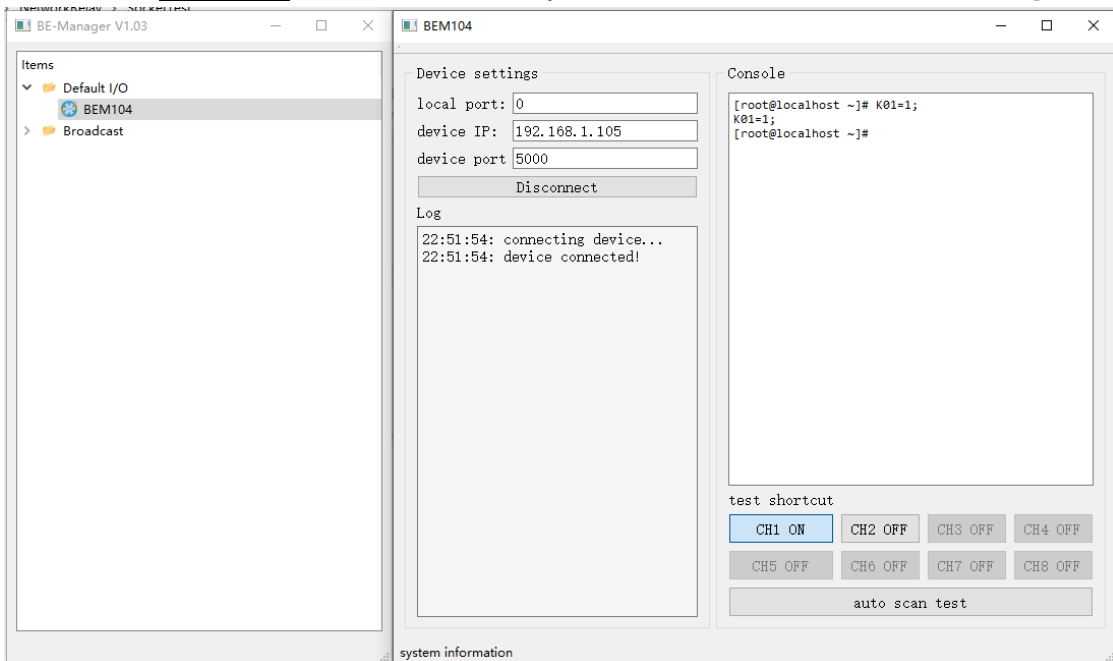 BE-Manager V1.03
Items
Default I/O
BEM104
Broadcast
BEM104
Device settings
local port: 0
device IP: 192.168.1.105
device port 5000
Disconnect
Log
22:51:54: connecting device...
22:51:54: device connected!
Console
[root@localhost ~]# K01=1;
K01=1;
[root@localhost ~]#
test shortcut
CH1 ON CH2 OFF CH3 OFF CH4 OFF
CH5 OFF CH6 OFF CH7 OFF CH8 OFF
auto scan test
system information